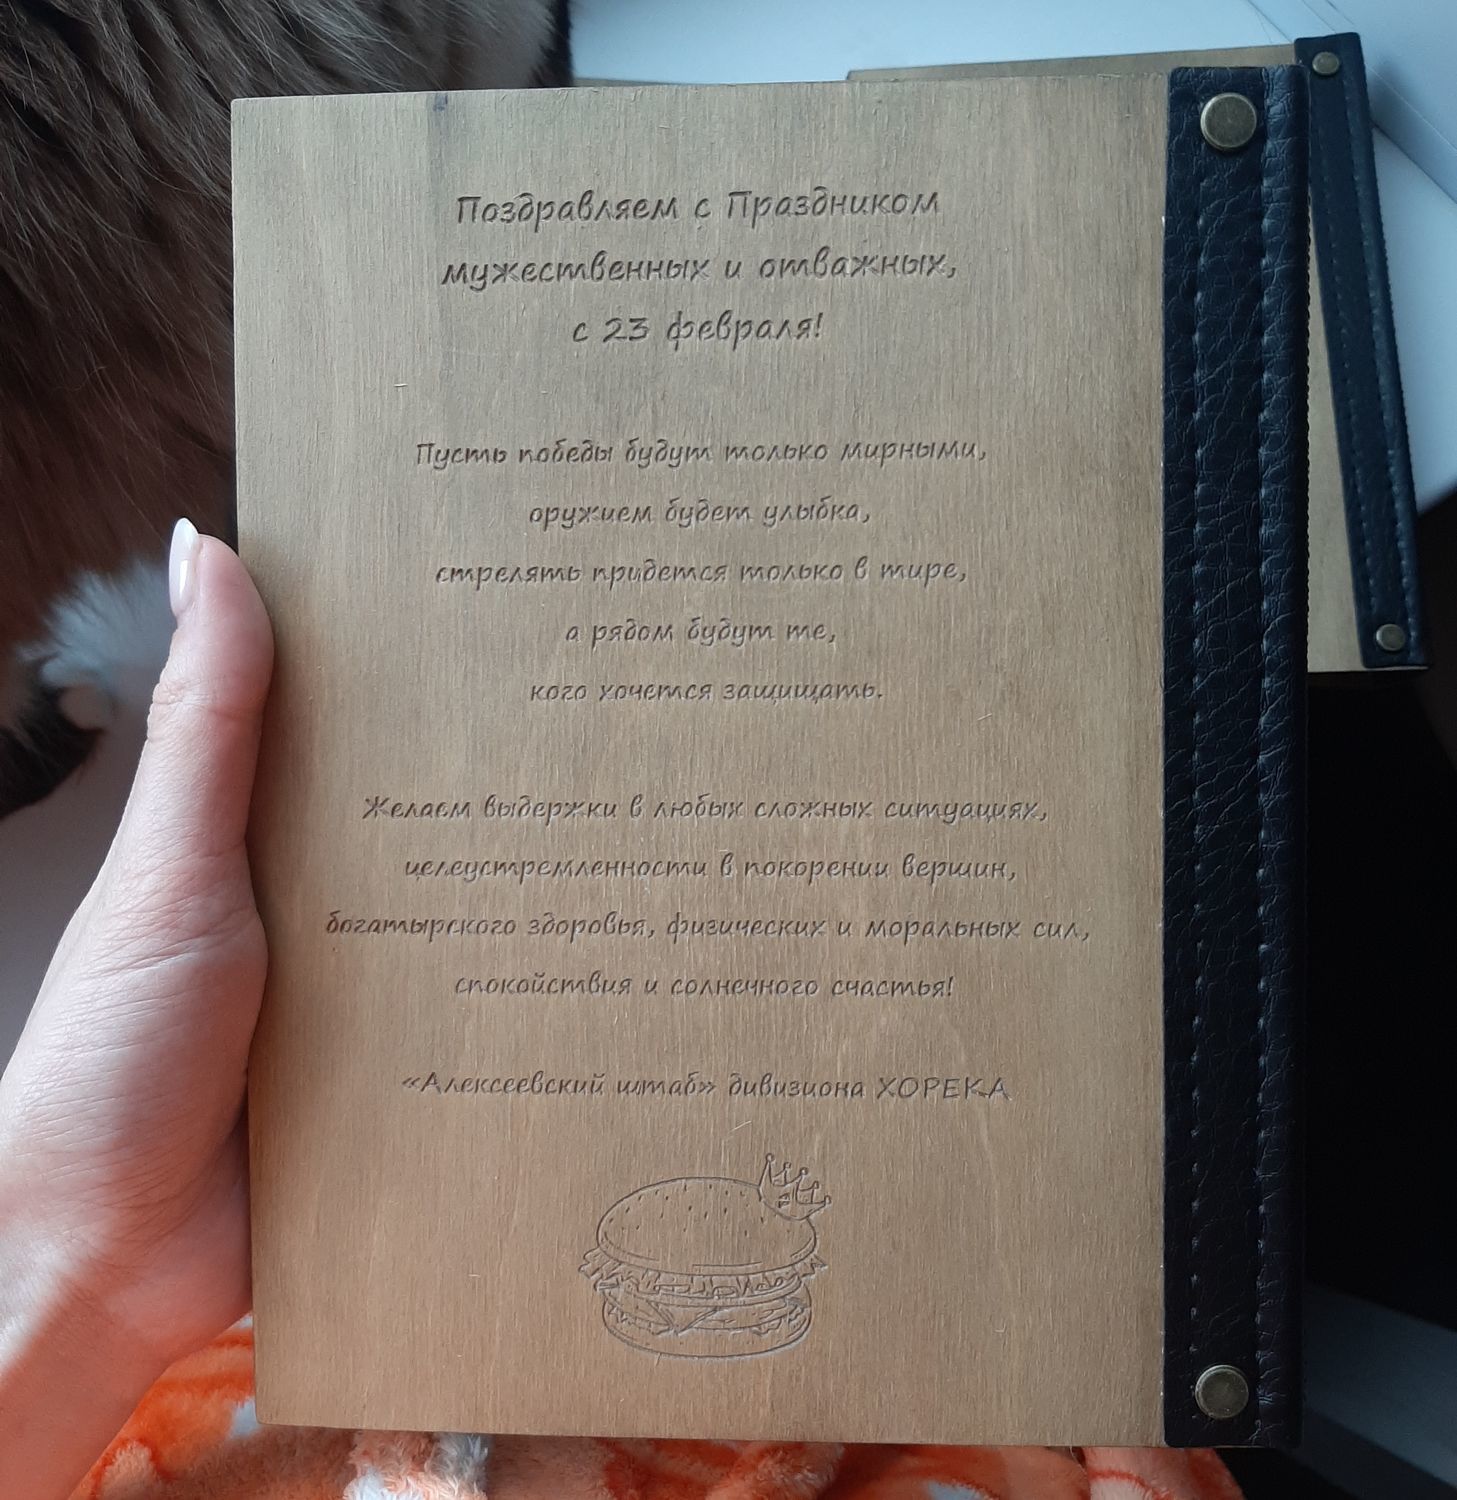 Поздравляем с Праздником
мужественных и отважных,
с 23 февраля!
Пусть победы будут только мирными,
оружием будет улыбка,
стрелять придется только в тире,
а рядом будут те,
кого хочется защищать.
Желаем выдержки в любых сложных ситуациях,
целеустремленности в покорении вершин,
богатырского здоровья, физических и моральных сил,
спокойствия и солнечного счастья!
«Алексеевский штаб» дивизиона ХОРЕКА